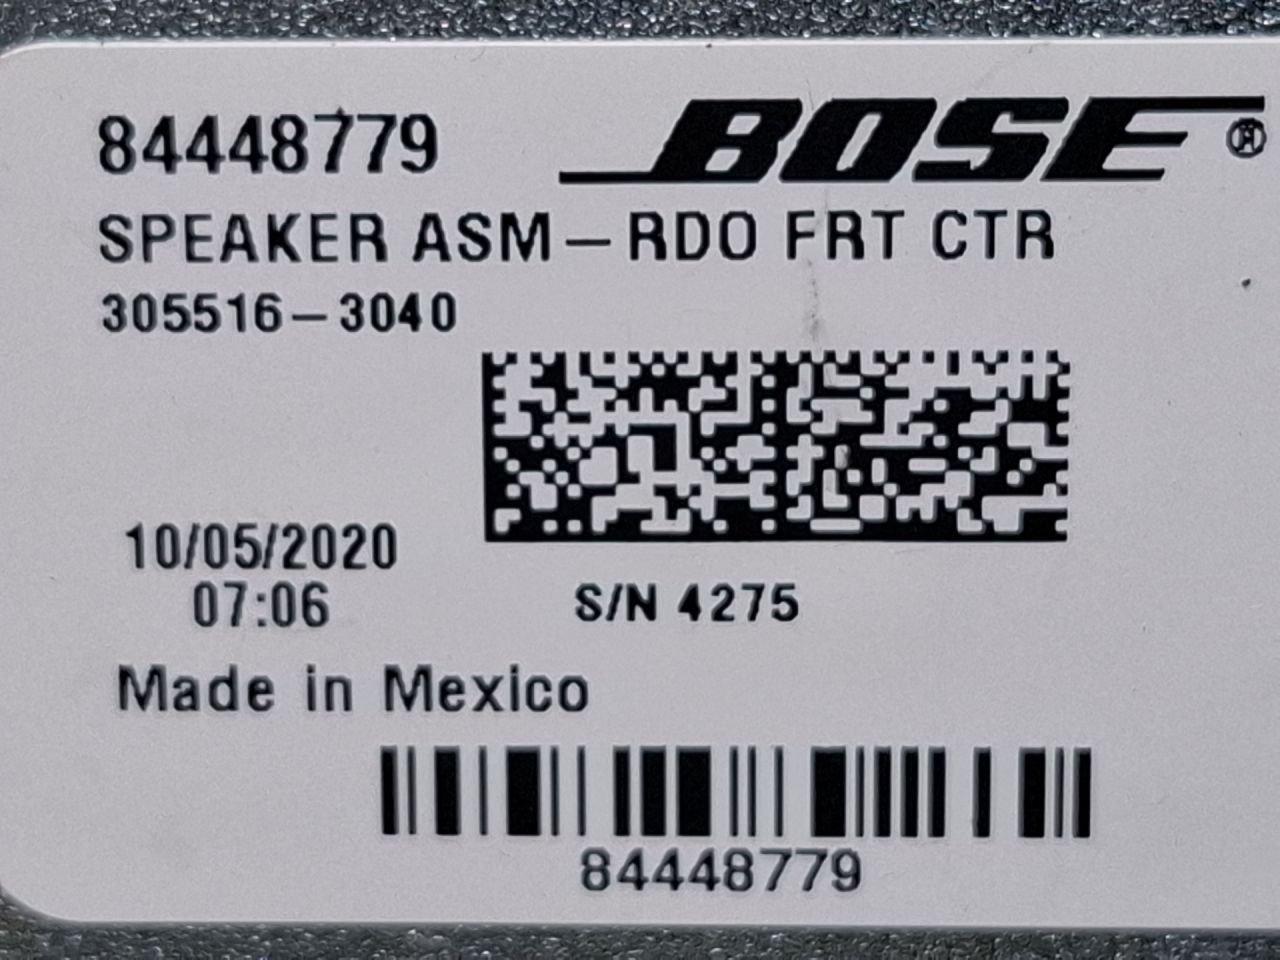 84448779
BOSE®
SPEAKER ASM-RDO FRT CTR
305516-3040
10/05/2020
07:06
S/N 4275
Made in Mexico
84448779